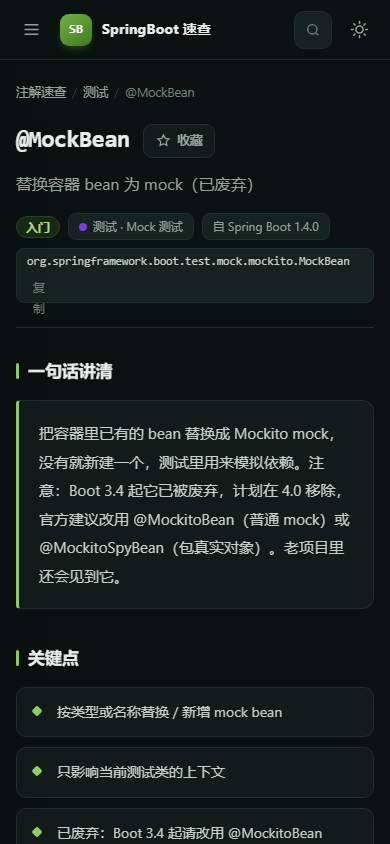 SB SpringBoot 速查
注解速查 / 测试 / @MockBean
@MockBean 收藏
替换容器 bean 为 mock（已废弃）
入门 测试 · Mock 测试 自 Spring Boot 1.4.0
org.springframework.boot.test.mock.mockito.MockBean
复
制
一句话讲清
把容器里已有的 bean 替换成 Mockito mock，
没有就新建一个，测试里用来模拟依赖。注
意：Boot 3.4 起它已被废弃，计划在 4.0 移除，
官方建议改用 @MockitoBean（普通 mock）或
@MockitoSpyBean（包真实对象）。老项目里
还会见到它。
关键点
按类型或名称替换 / 新增 mock bean
只影响当前测试类的上下文
已废弃：Boot 3.4 起请改用 @MockitoBean